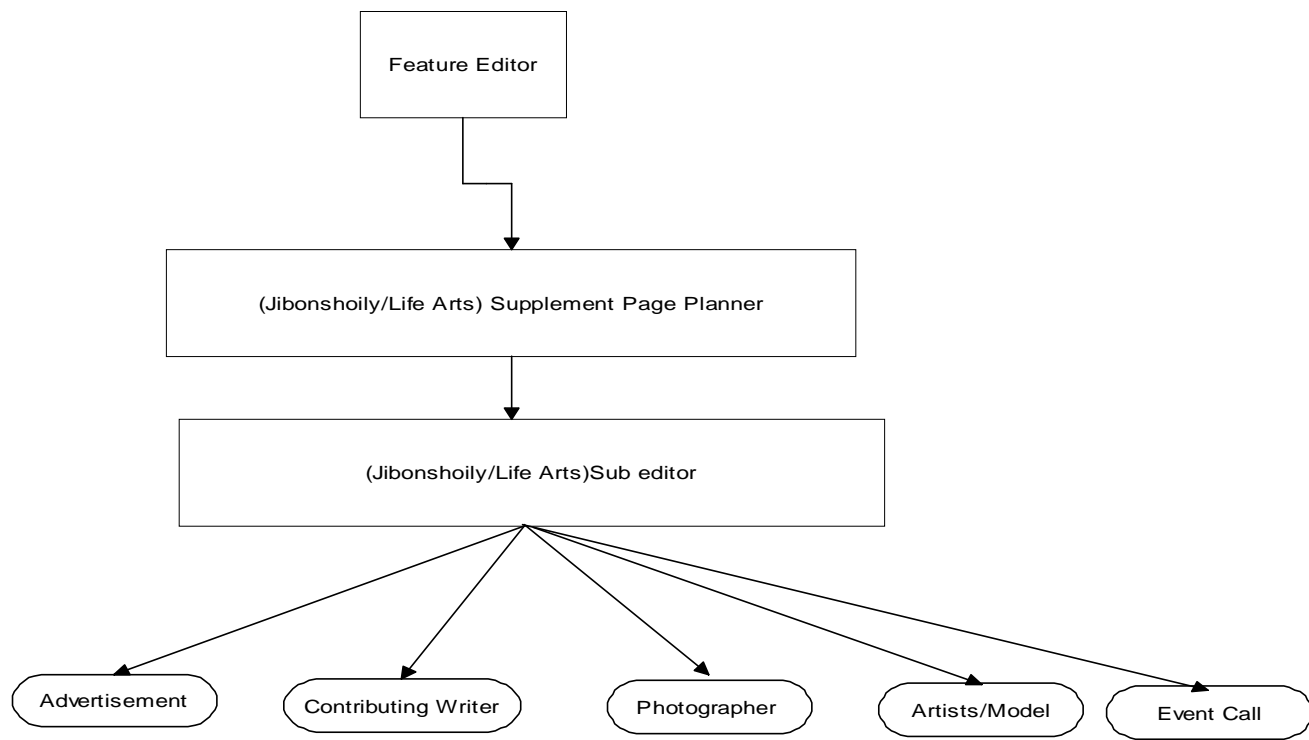 Feature Editor
(Jibonshoily/Life Arts) Supplement Page Planner
(Jibonshoily/Life Arts)Sub editor
Advertisement
Contributing Writer
Photographer
Artists/Model
Event Call